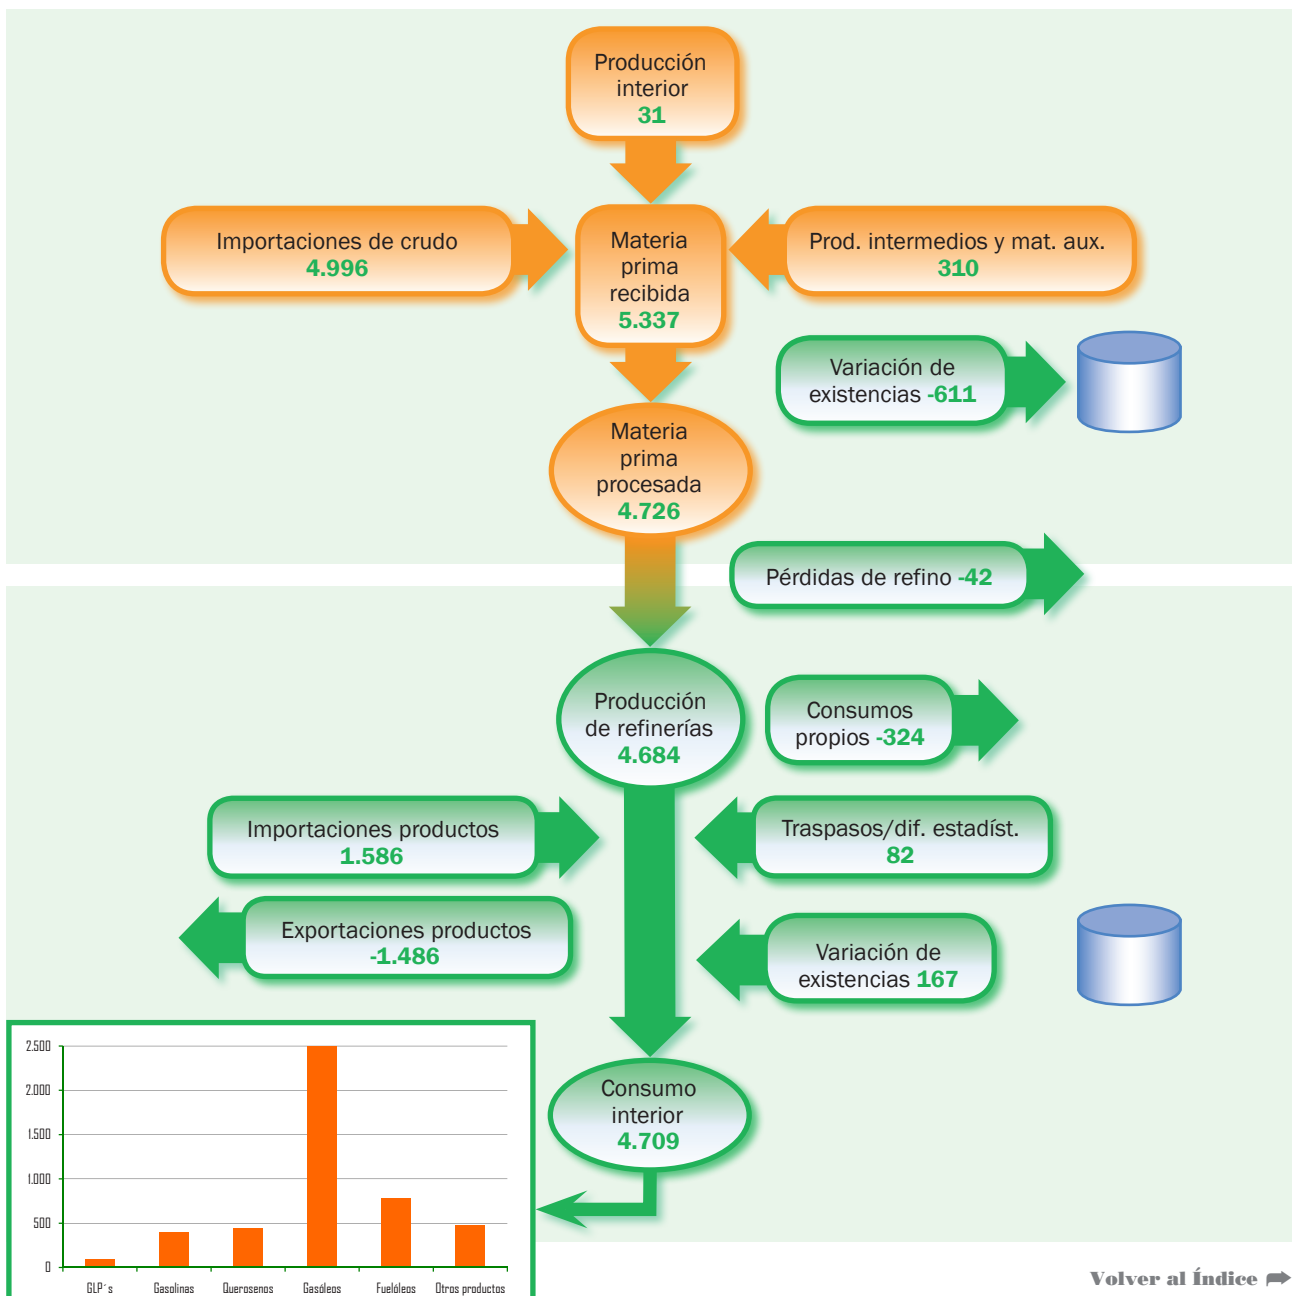 Producción
interior
31
Importaciones de crudo
4.996
Materia
prima
recibida
5.337
Prod. intermedios y mat. aux.
310
Variación de
existencias -611
Materia
prima
procesada
4.726
Pérdidas de refino -42
Producción
de refinerías
4.684
Consumos
propios -324
Importaciones productos
1.586
Traspasos/dif. estadíst.
82
Exportaciones productos
-1.486
Variación de
existencias 167
Consumo
interior
4.709
2.500
2.000
1.500
1.000
500
0
GLP´s Gasolinas Querosenos Gasóleos Fuelóleos Otros productos
Volver al Índice